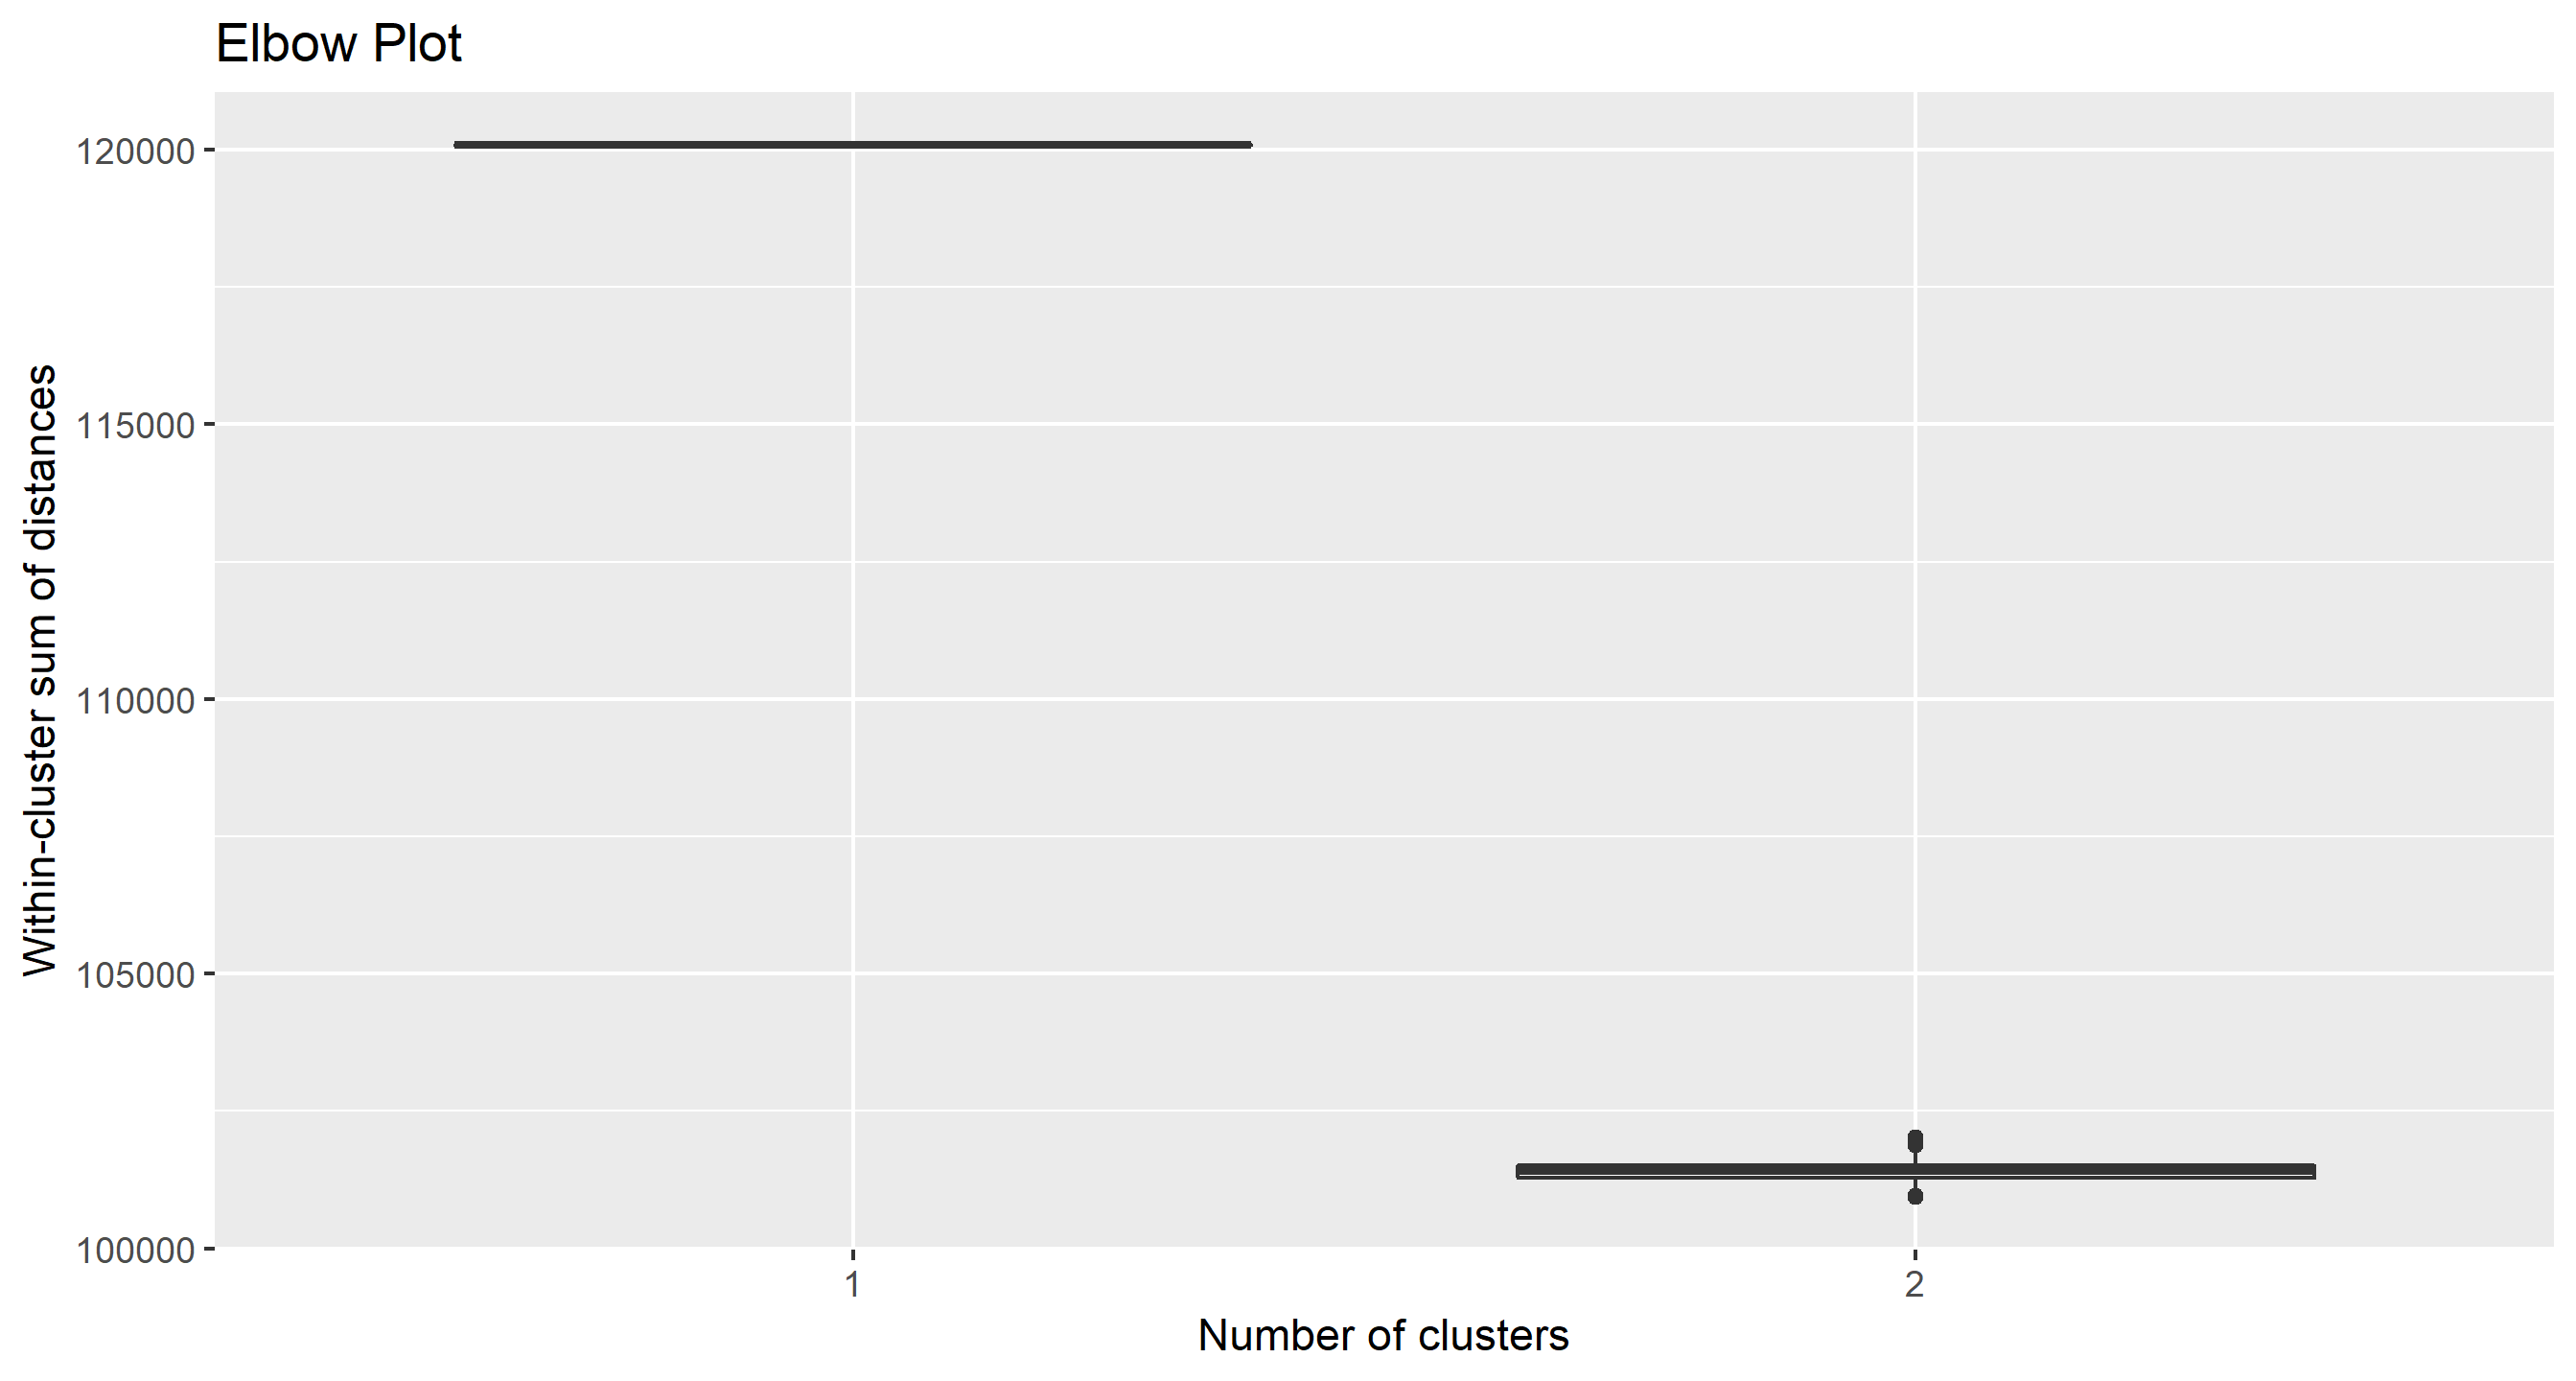 Elbow Plot
Within-cluster sum of distances
120000
115000
110000
105000
100000
1
2
Number of clusters